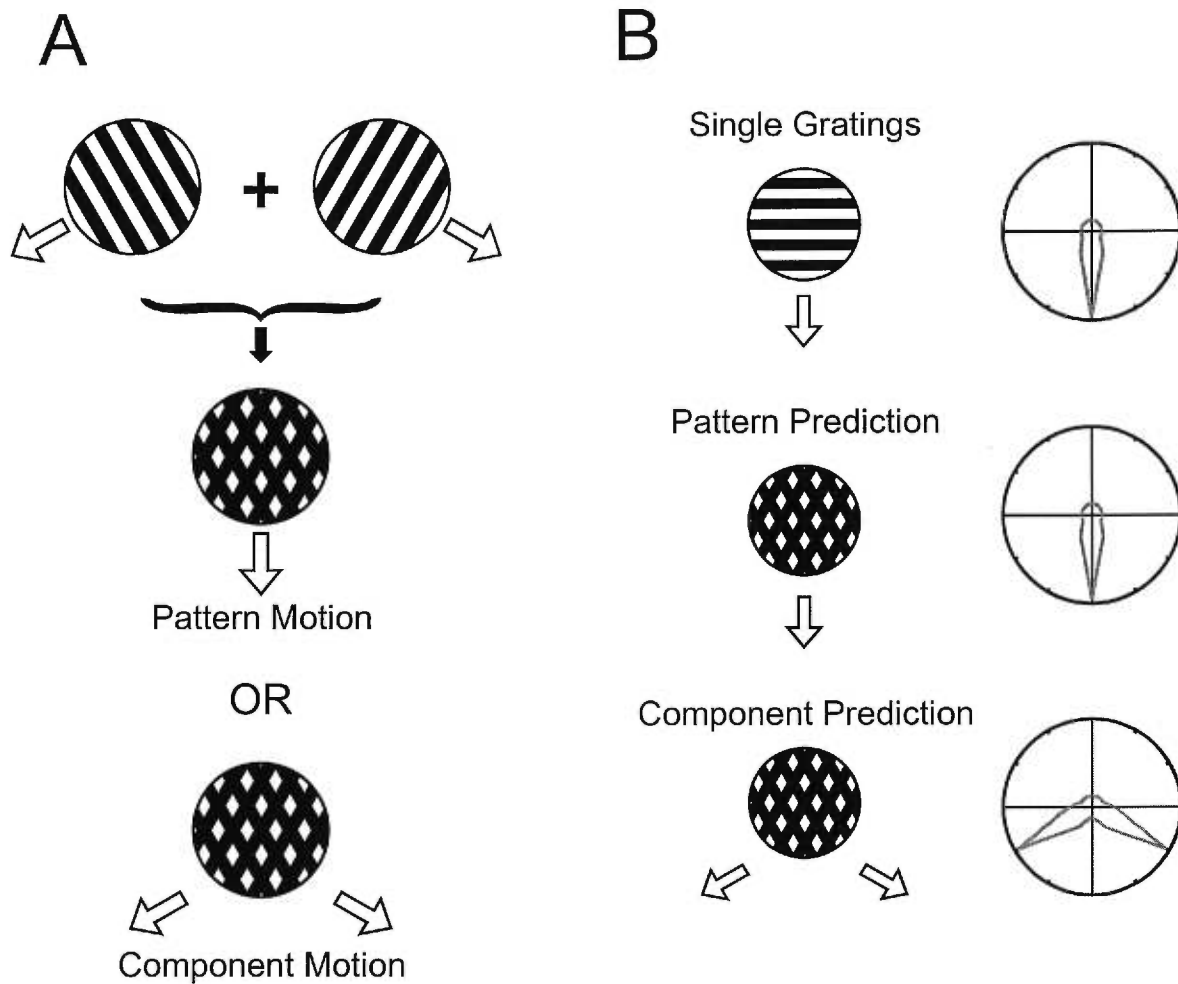 A
+
Pattern Motion
OR
Component Motion
B
Single Gratings
Pattern Prediction
Component Prediction